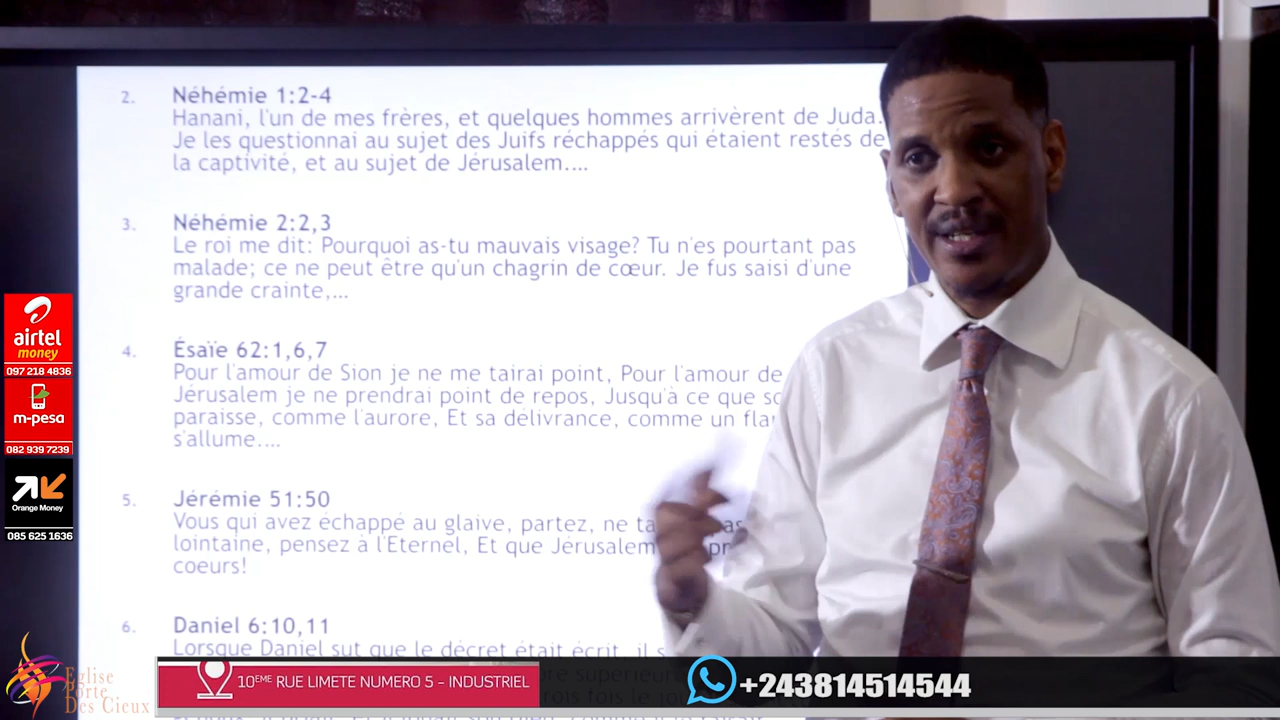 2. Néhémie 1:2-4
Hanani, l'un de mes frères, et quelques hommes arrivèrent de Juda.
Je les questionnai au sujet des Juifs réchappés qui étaient restés de
la captivité, et au sujet de Jérusalem....
3. Néhémie 2:2,3
Le roi me dit: Pourquoi as-tu mauvais visage? Tu n'es pourtant pas
malade; ce ne peut être qu'un chagrin de cœur. Je fus saisi d'une
grande crainte,...
4. Ésaïe 62:1,6,7
Pour l'amour de Sion je ne me tairai point, Pour l'amour de
Jérusalem je ne prendrai point de repos, Jusqu'à ce que
paraisse, comme l'aurore, Et sa délivrance, comme un
s'allume....
5. Jérémie 51:50
Vous qui avez échappé au glaive, partez, ne
lointaine, pensez à l'Eternel, Et que Jérusalem
coeurs!
6. Daniel 6:10,11
Lorsque Daniel sut que le décret était écrit, il
airtel
money
097 218 4836
m-pesa
082 939 7239
Orange Money
085 625 1636
Eglise
Porte
Des Cieux
10EME RUE LIMETE NUMERO 5 - INDUSTRIEL
+243814514544